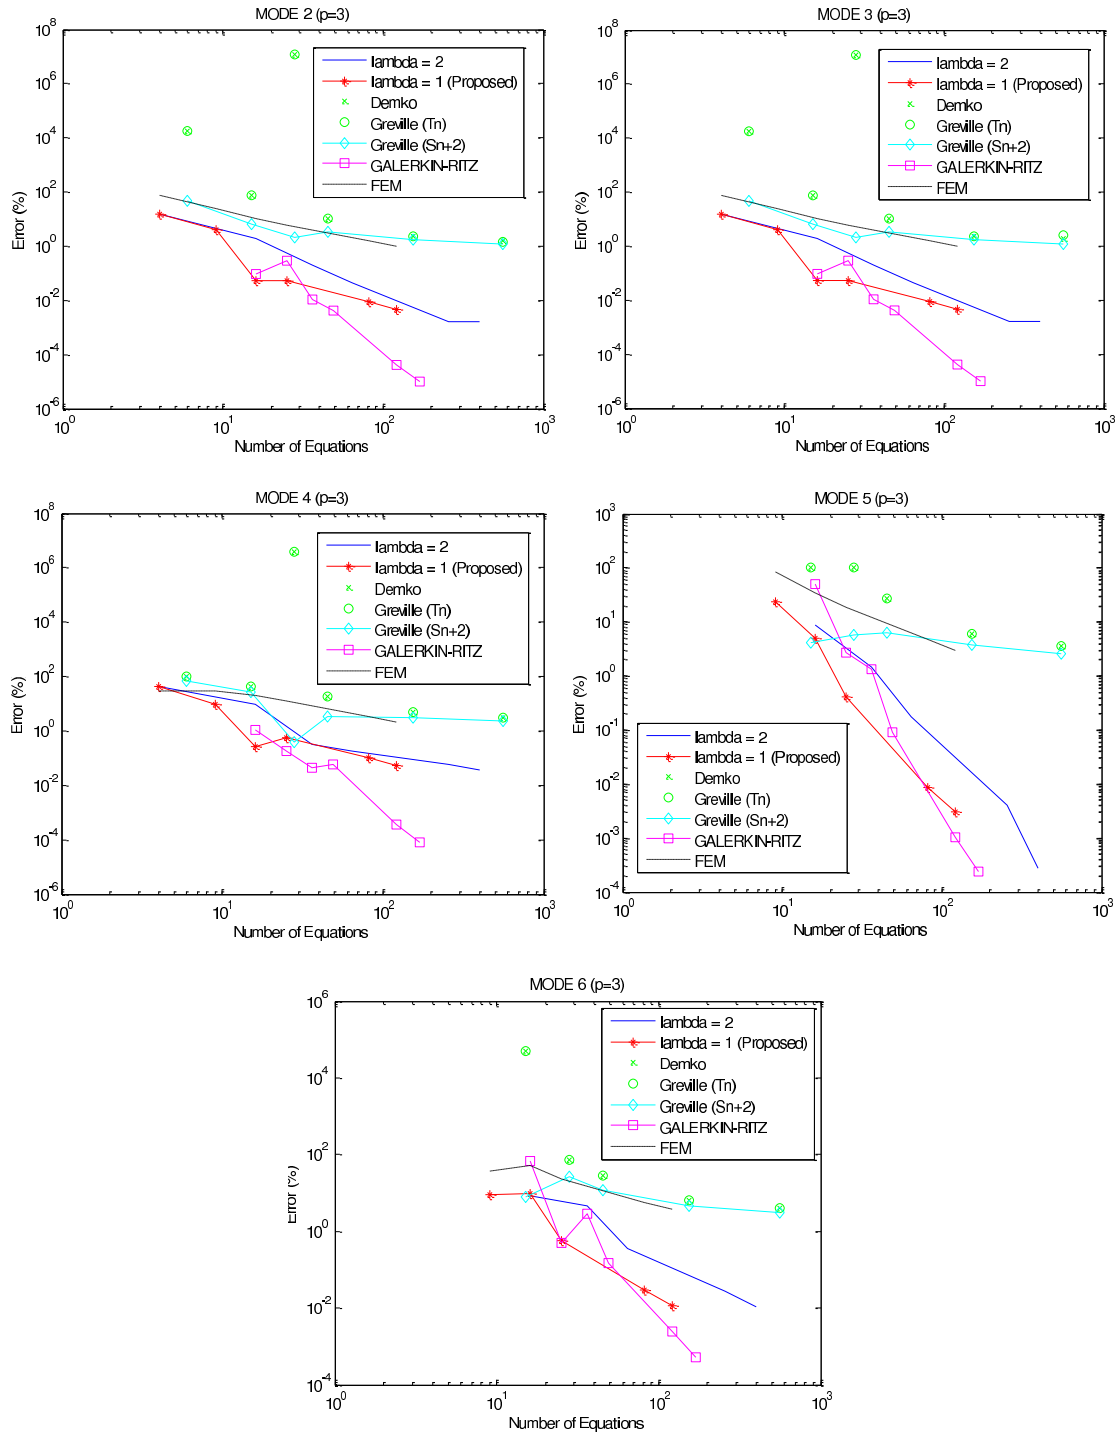 MODE 2 (p=3)
10^8
10^6
10^4
10^2
10^0
10^-2
10^-4
10^-6
Error (%)
10^0
10^1
10^2
10^3
Number of Equations
lambda = 2
lambda = 1 (Proposed)
Demko
Greville (Tn)
Greville (Sn+2)
GALERKIN-RITZ
FEM
MODE 3 (p=3)
10^8
10^6
10^4
10^2
10^0
10^-2
10^-4
10^-6
Error (%)
10^0
10^1
10^2
10^3
Number of Equations
lambda = 2
lambda = 1 (Proposed)
Demko
Greville (Tn)
Greville (Sn+2)
GALERKIN-RITZ
FEM
MODE 4 (p=3)
10^8
10^6
10^4
10^2
10^0
10^-2
10^-4
10^-6
Error (%)
10^0
10^1
10^2
10^3
Number of Equations
lambda = 2
lambda = 1 (Proposed)
Demko
Greville (Tn)
Greville (Sn+2)
GALERKIN-RITZ
FEM
MODE 5 (p=3)
10^3
10^2
10^1
10^0
10^-1
10^-2
10^-3
10^-4
Error (%)
10^0
10^1
10^2
10^3
Number of Equations
lambda = 2
lambda = 1 (Proposed)
Demko
Greville (Tn)
Greville (Sn+2)
GALERKIN-RITZ
FEM
MODE 6 (p=3)
10^6
10^4
10^2
10^0
10^-2
10^-4
Error (%)
10^0
10^1
10^2
10^3
Number of Equations
lambda = 2
lambda = 1 (Proposed)
Demko
Greville (Tn)
Greville (Sn+2)
GALERKIN-RITZ
FEM